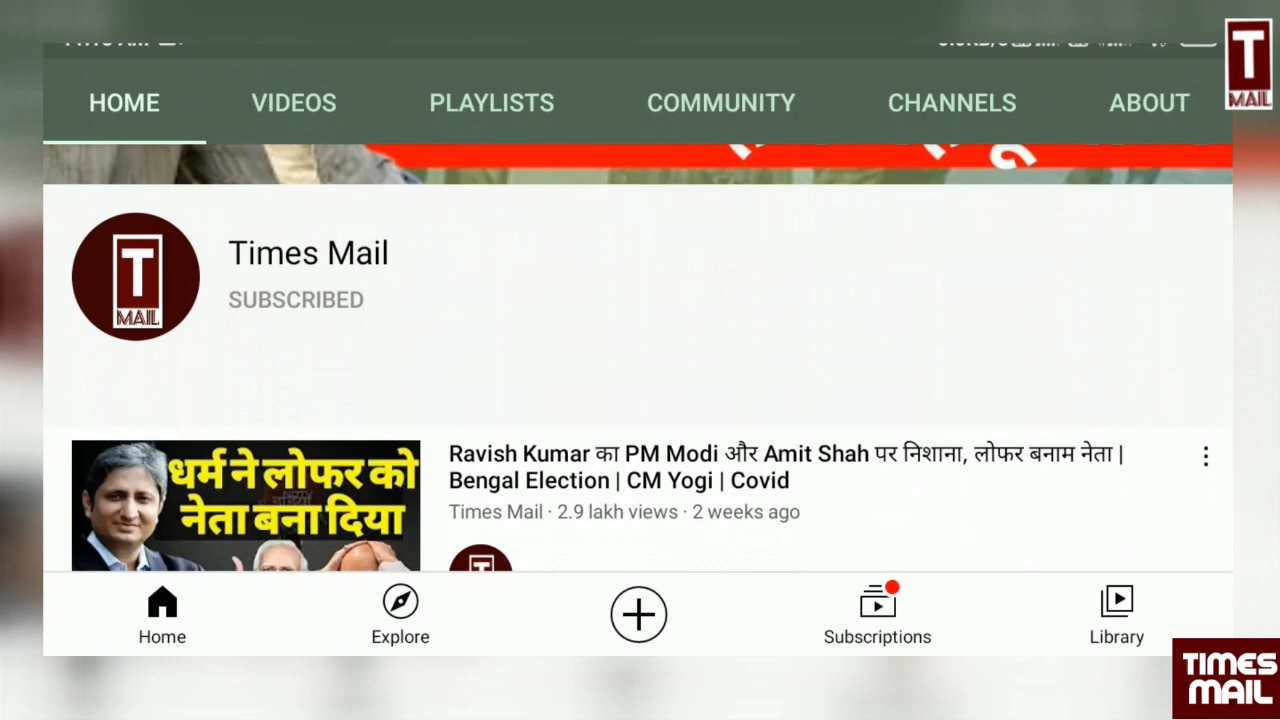 T
MAIL
HOME VIDEOS PLAYLISTS COMMUNITY CHANNELS ABOUT
T
MAIL
Times Mail
SUBSCRIBED
धर्म ने लोफर को
नेता बना दिया
Ravish Kumar का PM Modi और Amit Shah पर निशाना, लोफर बनाम नेता |
Bengal Election | CM Yogi | Covid
Times Mail · 2.9 lakh views · 2 weeks ago
T
Home Explore Subscriptions Library
TIMES
MAIL